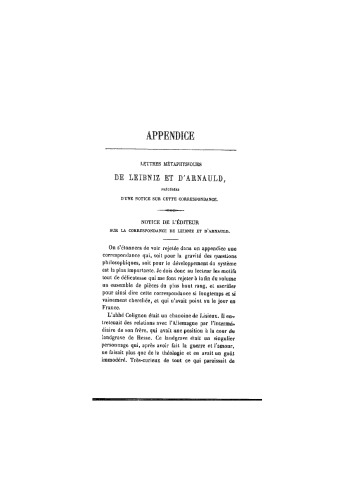 APPENDICE
LETTRES MÉTAPHYSIQUES
DE LEIBNIZ ET D'ARNAULD,
PRÉCÉDÉES
D'UNE NOTICE SUR CETTE CORRESPONDANCE.
NOTICE DE L'ÉDITEUR
SUR LA CORRESPONDANCE DE LEIBNIZ ET D'ARNAULD.
On s'étonnera de voir rejetée dans un appendice une
correspondance qui, soit pour la gravité des questions
philosophiques, soit pour le développement du système
est la plus importante. Je dois donc au lecteur les motifs
tout de délicatesse qui me font rejeter à la fin du volume
un ensemble de pièces du plus haut rang, et sacrifier
pour ainsi dire cette correspondance si longtemps et si
vainement cherchée, et qui n'avait point vu le jour en
France.
L'abbé Colignon était un chanoine de Lisieux. Il en-
tretenait des relations avec l'Allemagne par l'intermé-
diaire de son frère, qui avait une position à la cour du
landgrave de Hesse. Ce landgrave était un singulier
personnage qui, après avoir fait la guerre et l'amour,
ne faisait plus que de la théologie et en avait un goût
immodéré. Très-curieux de tout ce qui paraissait de